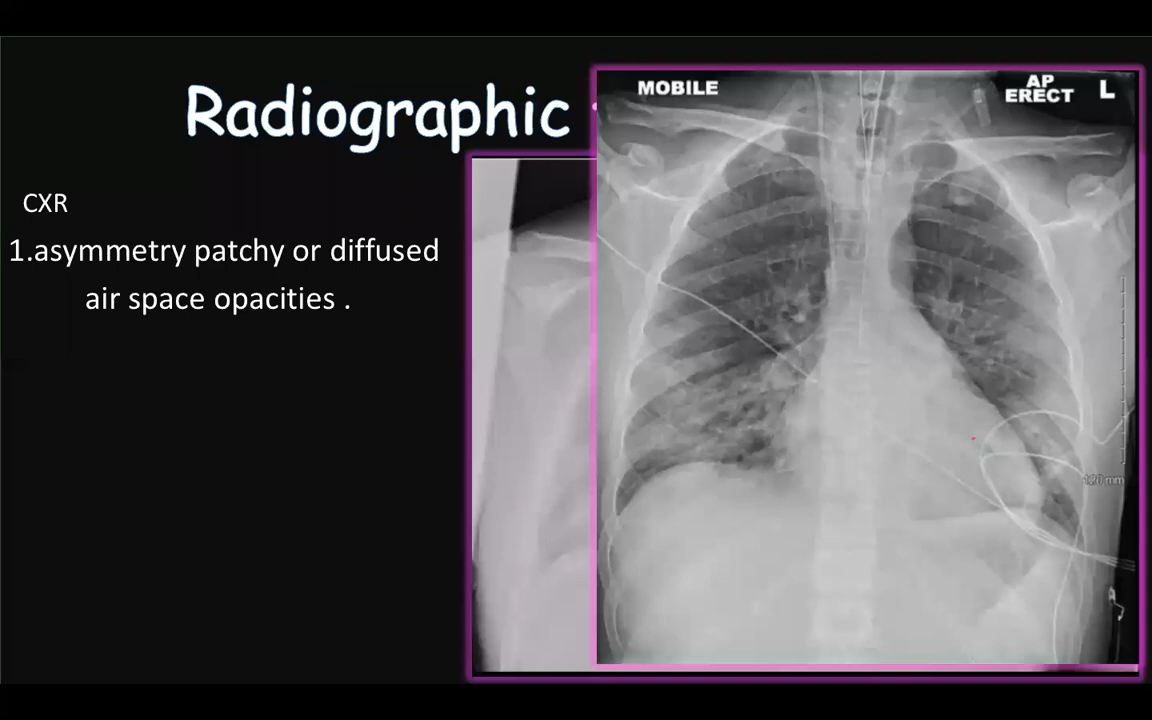 Radiographic
MOBILE
AP
ERECT
L
CXR
1.asymmetry patchy or diffused
air space opacities .